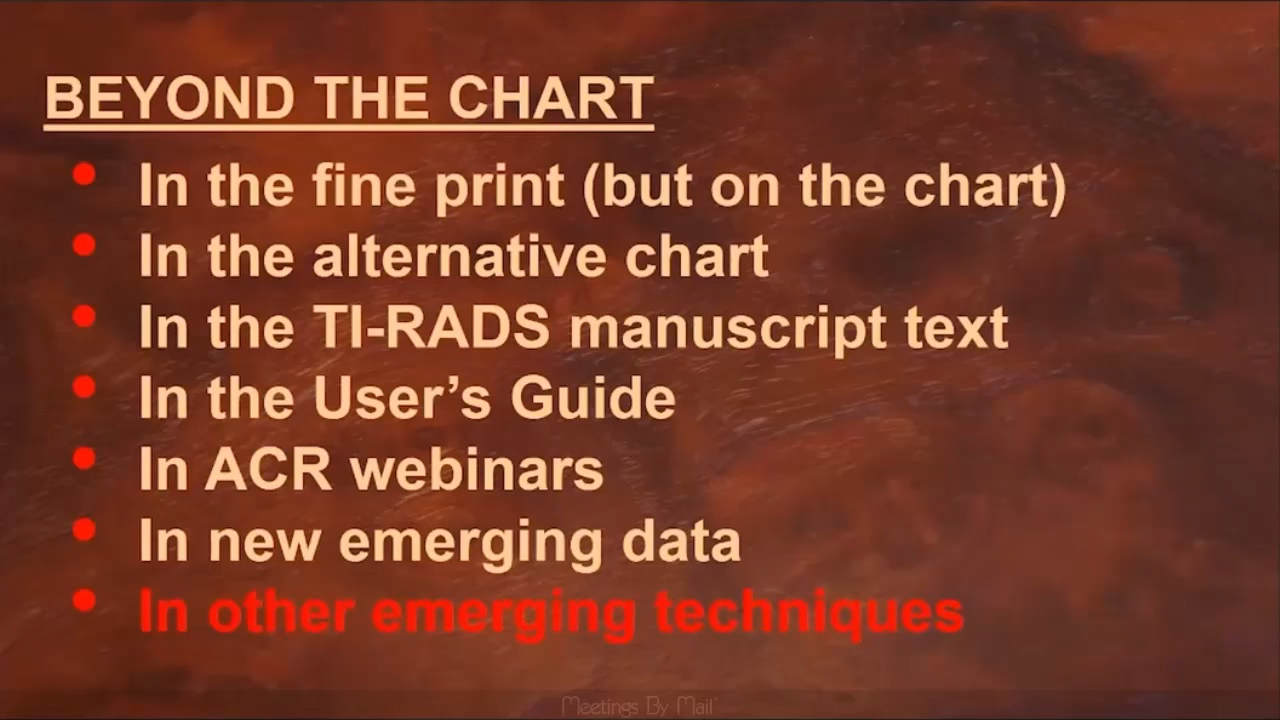 BEYOND THE CHART
• In the fine print (but on the chart)
• In the alternative chart
• In the TI-RADS manuscript text
• In the User’s Guide
• In ACR webinars
• In new emerging data
• In other emerging techniques
Meetings By Mail